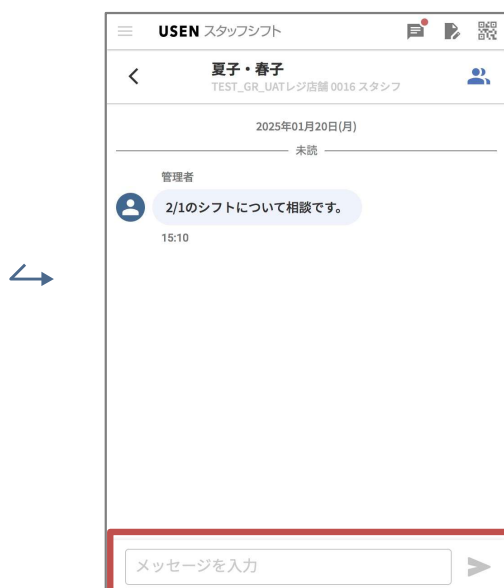 USEN スタッフシフト
夏子・春子
TEST_GR_UATレジ店舗 0016 スタシフ
2025年01月20日(月)
未読
管理者
2/1のシフトについて相談です。
15:10
メッセージを入力